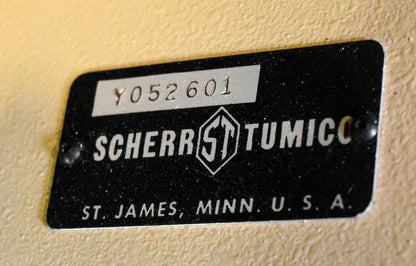 Y052601
SCHERR ST TUMICO
ST. JAMES, MINN. U. S. A.